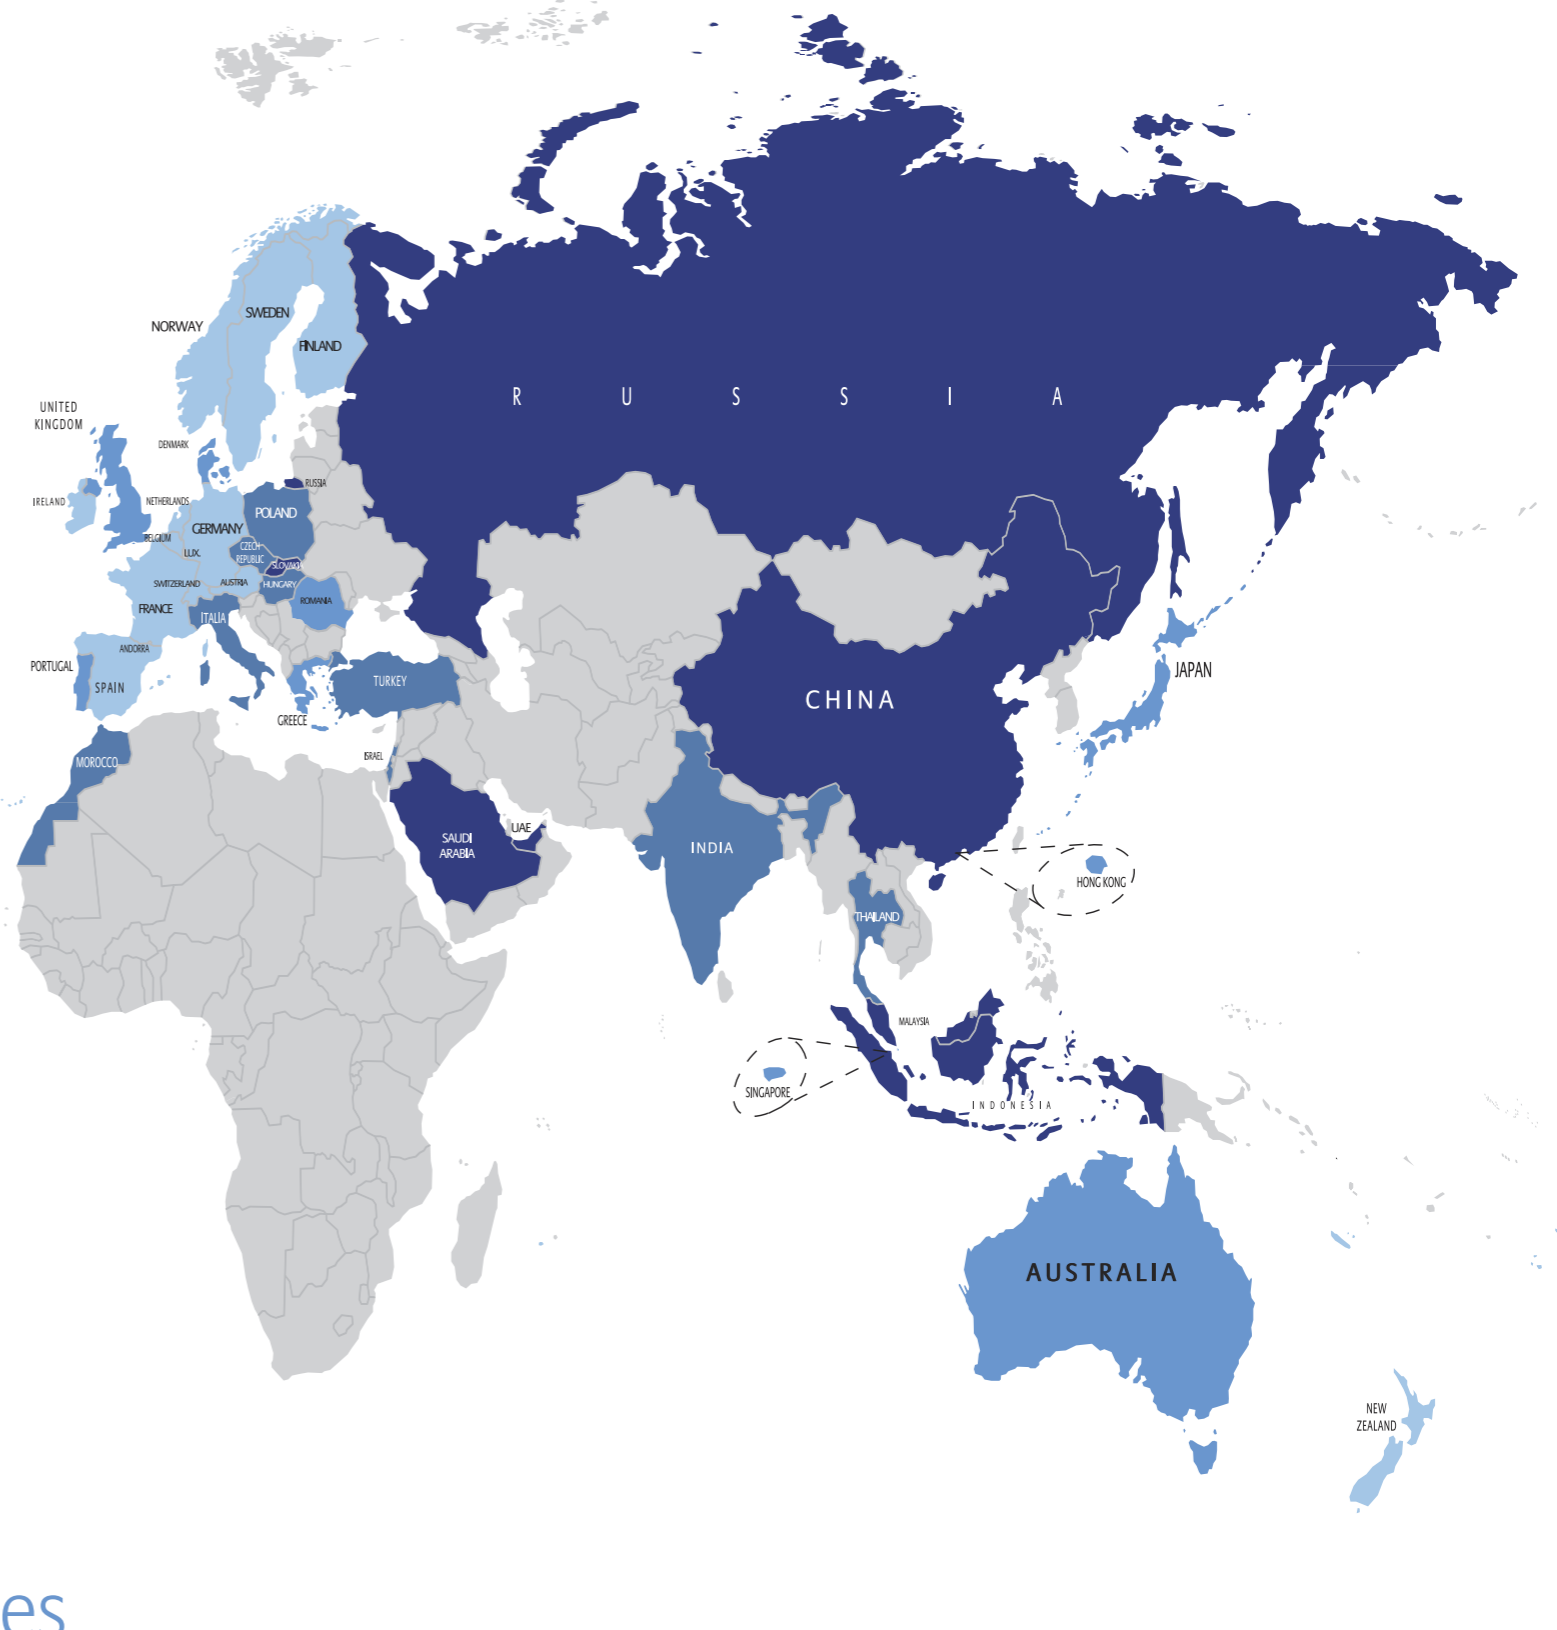 SWEDEN
NORWAY
FINLAND
R U S S I A
UNITED
KINGDOM
DENMARK
RUSSIA
IRELAND
NETHERLANDS
POLAND
GERMANY
BELGIUM
CZECH
REPUBLIC
LUX.
SLOVAKIA
SWITZERLAND
AUSTRIA
HUNGARY
ROMANIA
FRANCE
ITALIA
ANDORRA
PORTUGAL
SPAIN
TURKEY
GREECE
JAPAN
CHINA
ISRAEL
MOROCCO
UAE
SAUDI
ARABIA
INDIA
HONG KONG
THAILAND
MALAYSIA
SINGAPORE
INDONESIA
AUSTRALIA
NEW
ZEALAND
es